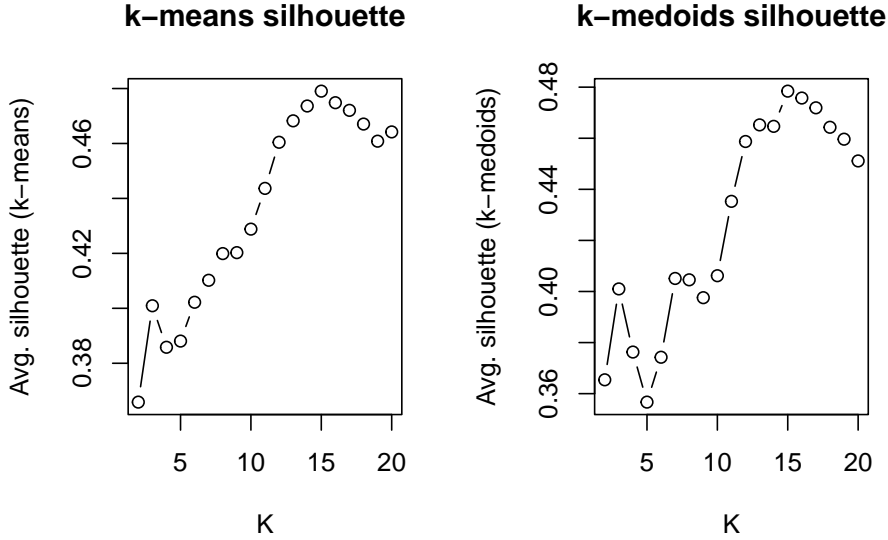 k−means silhouette
Avg. silhouette (k−means)
0.38 0.42 0.46
5 10 15 20
K
k−medoids silhouette
Avg. silhouette (k−medoids)
0.36 0.40 0.44 0.48
5 10 15 20
K